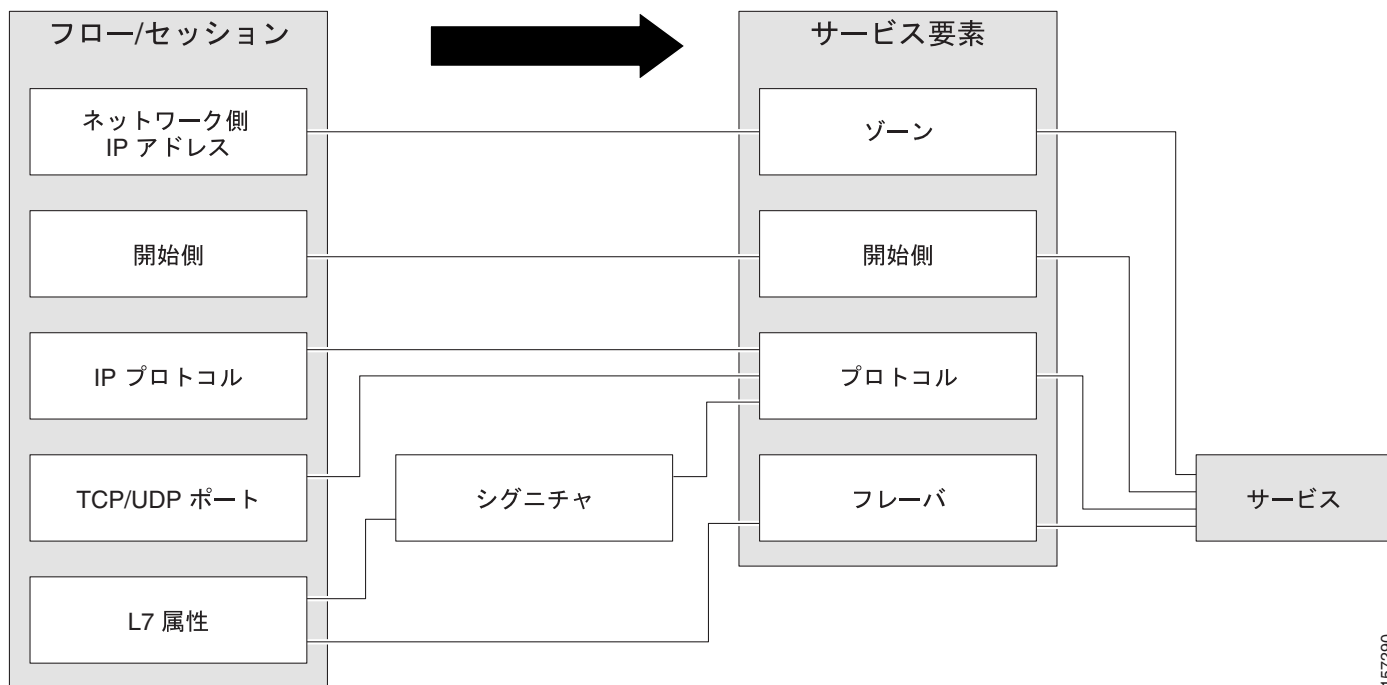 フロー/セッション
サービス要素
ネットワーク側
IP アドレス
ゾーン
開始側
開始側
IP プロトコル
プロトコル
TCP/UDP ポート
シグニチャ
フレーバ
サービス
L7 属性
157280